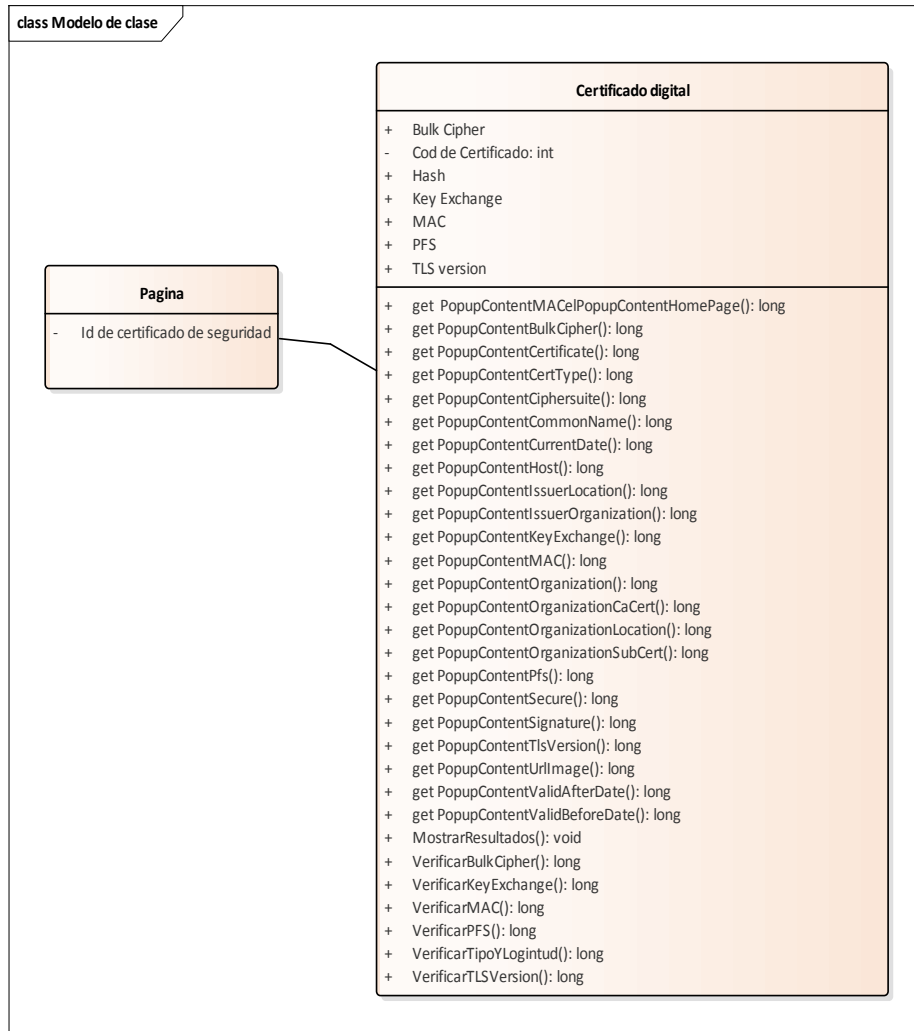 class Modelo de clase
Certificado digital
+ Bulk Cipher
- Cod de Certificado: int
+ Hash
+ Key Exchange
+ MAC
+ PFS
+ TLS version
Pagina
- Id de certificado de seguridad
+ get PopupContentMACelPopupContentHomePage(): long
+ get PopupContentBulkCipher(): long
+ get PopupContentCertificate(): long
+ get PopupContentCertType(): long
+ get PopupContentCiphersuite(): long
+ get PopupContentCommonName(): long
+ get PopupContentCurrentDate(): long
+ get PopupContentHost(): long
+ get PopupContentIssuerLocation(): long
+ get PopupContentIssuerOrganization(): long
+ get PopupContentKeyExchange(): long
+ get PopupContentMAC(): long
+ get PopupContentOrganization(): long
+ get PopupContentOrganizationCaCert(): long
+ get PopupContentOrganizationLocation(): long
+ get PopupContentOrganizationSubCert(): long
+ get PopupContentPfs(): long
+ get PopupContentSecure(): long
+ get PopupContentSignature(): long
+ get PopupContentTlsVersion(): long
+ get PopupContentUrlImage(): long
+ get PopupContentValidAfterDate(): long
+ get PopupContentValidBeforeDate(): long
+ MostrarResultados(): void
+ VerificarBulkCipher(): long
+ VerificarKeyExchange(): long
+ VerificarMAC(): long
+ VerificarPFS(): long
+ VerificarTipoYLogintud(): long
+ VerificarTLSVersion(): long